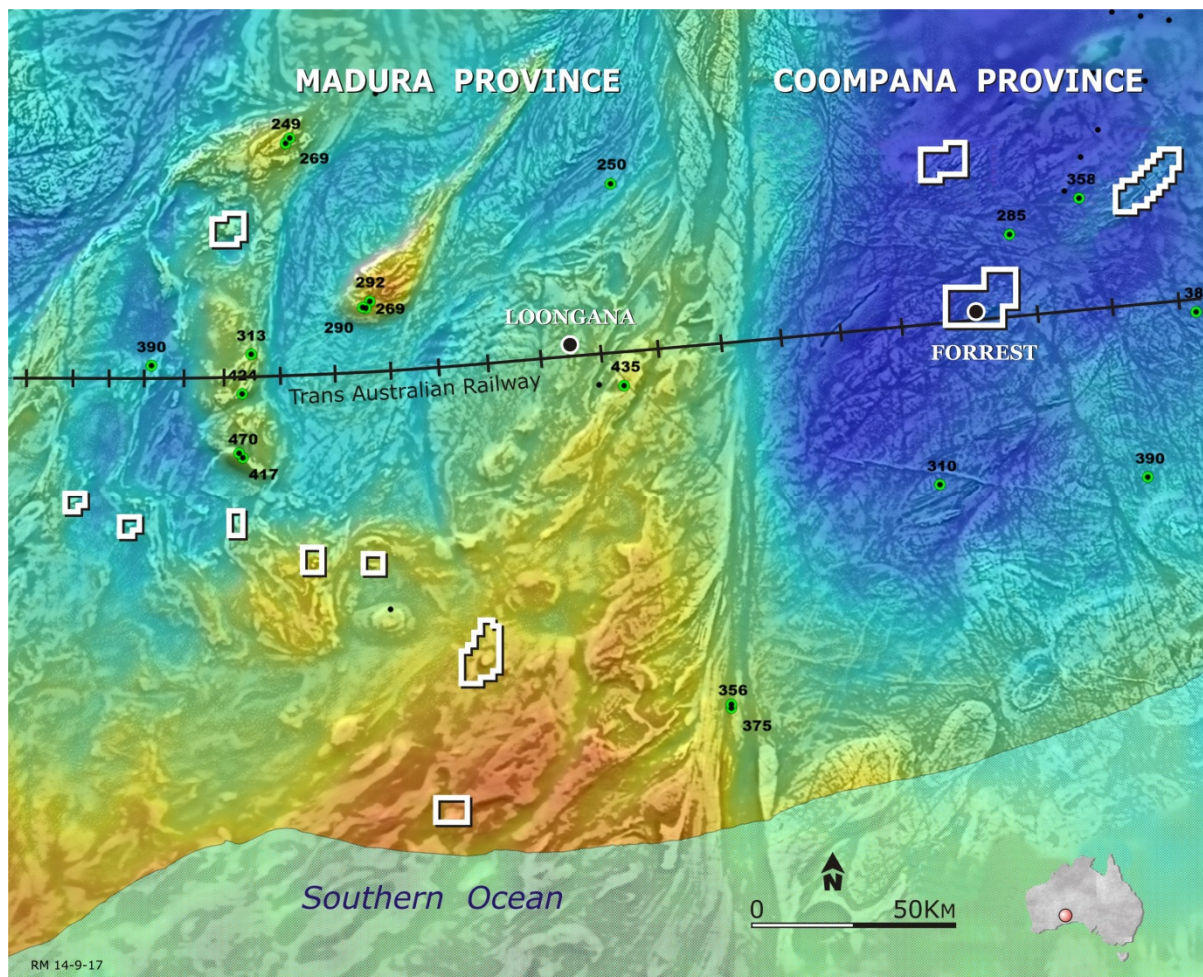 MADURA PROVINCE
COOMPANA PROVINCE
249
269
250
358
285
292
269
290
LOONGANA
38
313
390
FORREST
424
435
Trans Australian Railway
470
417
310
390
356
375
Southern Ocean
N
0 50KM
RM 14-9-17